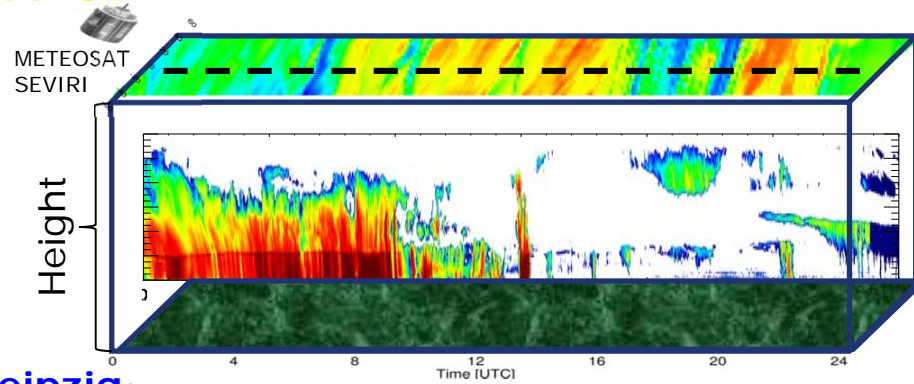 METEOSAT
SEVIRI
Height
0 4 8 12 16 20 24
Time [UTC]